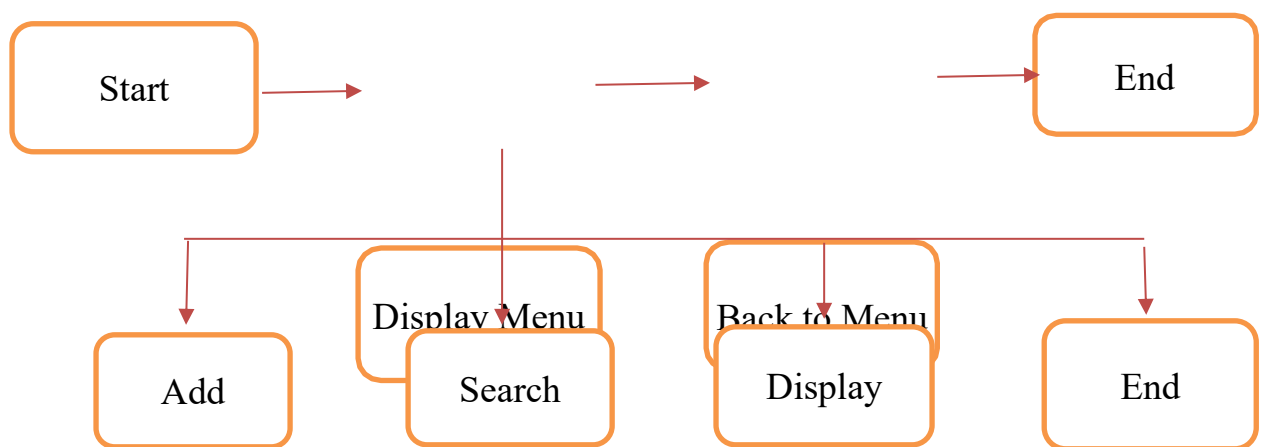 Start
End
Display Menu
Back to Menu
Add
Search
Display
End